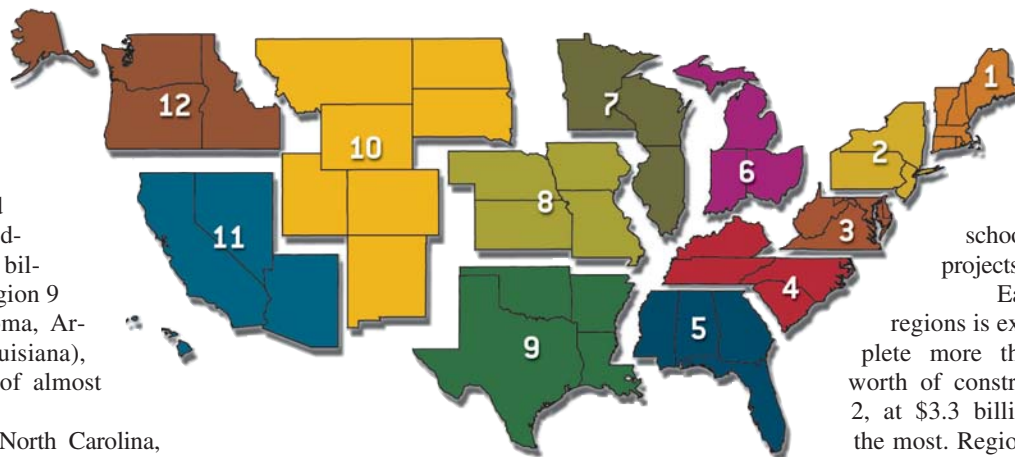 1
12
7
10
2
6
8
11
3
4
5
9
d
d-
bil-
gion 9
ma, Ar-
uisiana),
of almost
North Carolina,
schoo
projects
Ea
regions is ex
plete more th
worth of constr
2, at $3.3 billi
the most. Regio